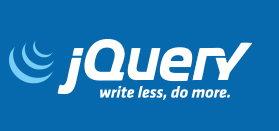 jQuery
write less, do more.